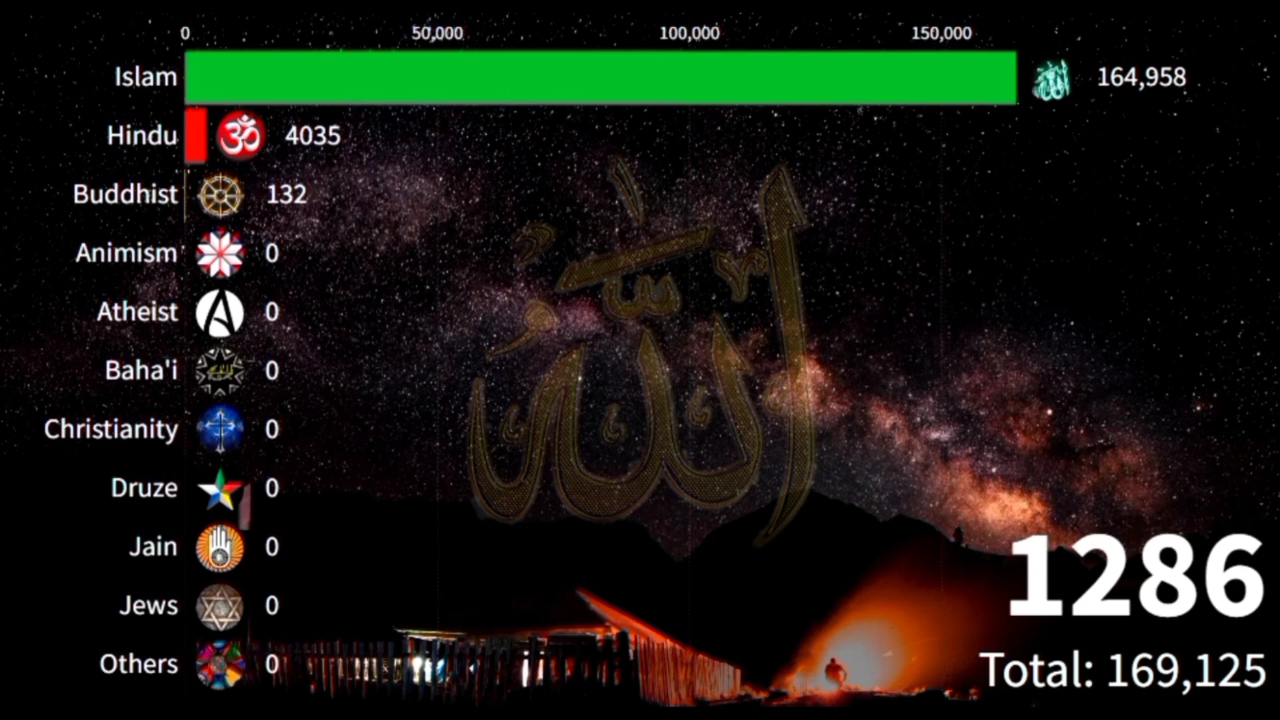 0 50,000 100,000 150,000
Islam 164,958
Hindu ॐ 4035
Buddhist 132
Animism 0
Atheist A 0
Baha'i 0
Christianity 0
Druze 0
Jain 0
Jews 0
Others 0
الله
1286
Total: 169,125